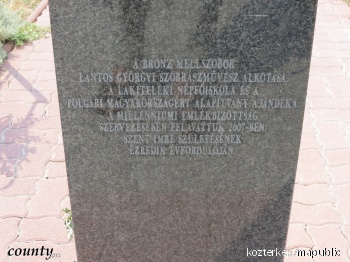 A BRONZ MELLSZOBOR
LANTOS GYÖRGYI SZOBRÁSZMŰVÉSZ ALKOTÁSA,
A LAKITELEKI NÉPFŐISKOLA ÉS A
POLGÁRI MAGYARORSZÁGÉRT ALAPÍTVÁNY AJÁNDÉKA
A MILLENNIUMI EMLÉKBIZOTTSÁG
SZERVEZÉSÉBEN FELAVATTUK 2007-BEN
SZENT IMRE SZÜLETÉSÉNEK
EZREDIK ÉVFORDULÓJÁN
county
kozterkep mapublic